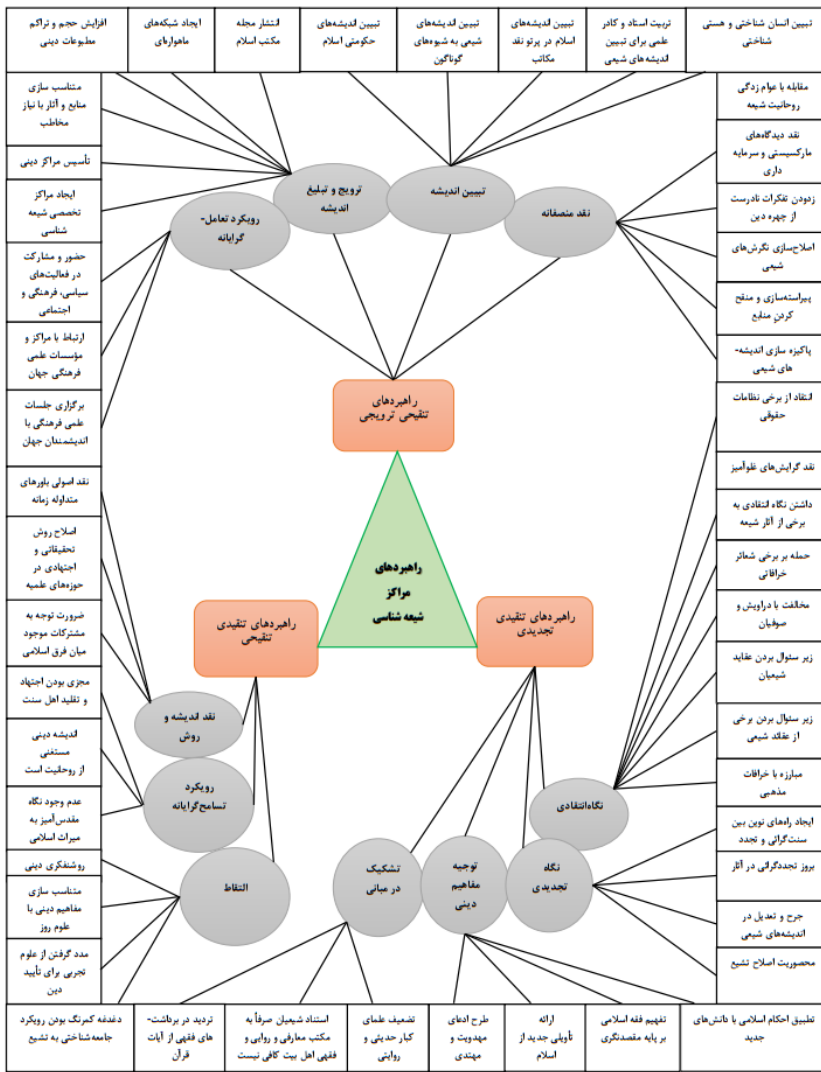 تبیین انسان شناختی و هستی
شناختی
تربیت استاد و کادر
علمی برای تبیین
اندیشه های شیعی
تبیین اندیشه‌های
اسلام در پرتو نقد
مکاتب
تبیین اندیشه‌های
شیعی به شیوه‌های
گوناگون
تبیین اندیشه‌های
حکومتی اسلام
انتشار مجله
مکتب اسلام
ایجاد شبکه‌های
ماهواره‌ای
افزایش حجم و تراکم
مطبوعات دینی
مقابله با عوام زدگی
روحانیت شیعه
نقد دیدگاه‌های
مارکسیستی و سرمایه
داری
زدودن تفکرات نادرست
از چهره دین
اصلاح‌سازی نگرش‌های
شیعی
پیراسته‌سازی و منقح
کردن منابع
پاکیزه سازی اندیشه-
های شیعی
انتقاد از برخی نظامات
حقوقی
نقد گرایش‌های غلوآمیز
داشتن نگاه انتقادی به
برخی از آثار شیعه
حمله بر برخی شعائر
خرافاتی
مخالفت با دراویش و
صوفیان
زیر سئوال بردن عقاید
شیعیان
زیر سئوال بردن برخی
از عقائد شیعی
مبارزه با خرافات
مذهبی
ایجاد راه‌های نوین بین
سنت‌گرائی و تجدد
بروز تجددگرائی در آثار
جرح و تعدیل در
اندیشه‌های شیعی
محصوریت اصلاح تشیع
متناسب سازی
منابع و آثار با نیاز
مخاطب
تأسیس مراکز دینی
ایجاد مراکز
تخصصی شیعه
شناسی
حضور و مشارکت
در فعالیت‌های
سیاسی، فرهنگی و
اجتماعی
ارتباط با مراکز و
مؤسسات علمی
فرهنگی جهان
برگزاری جلسات
علمی فرهنگی با
اندیشمندان جهان
نقد اصولی باورهای
متداوله زمانه
اصلاح روش
تحقیقاتی و
اجتهادی در
حوزه‌های علمیه
ضرورت توجه به
مشترکات موجود
میان فرق اسلامی
مجزی بودن اجتهاد
و تقلید اهل سنت
اندیشه دینی
مستغنی
از روحانیت است
عدم وجود نگاه
مقدس‌آمیز به
میراث اسلامی
روشنفکری دینی
متناسب سازی
مفاهیم دینی با
علوم روز
مدد گرفتن از علوم
تجربی برای تأیید
دین
نقد منصفانه
تبیین اندیشه
ترویج و تبلیغ
اندیشه
رویکرد تعامل-
گرایانه
راهبردهای
تنقیحی ترویجی
راهبردهای
مراکز
شیعه شناسی
راهبردهای تنقیدی
تجدیدی
راهبردهای تنقیدی
تنقیحی
نقد اندیشه و
روش
رویکرد
تسامح‌گرایانه
التقاط
نگاه‌انتقادی
نگاه
تجدیدی
توجیه
مفاهیم
دینی
تشکیک
در مبانی
تطبیق احکام اسلامی با دانش‌های
جدید
تفهیم فقه اسلامی
بر پایه مقصدنگری
ارائه
تأویلی جدید از
اسلام
طرح ادعای
مهدویت و
مهندی
تضعیف علمای
کبار حدیثی و
روایتی
استناد شیعیان صرفاً به
مکتب معارفی و روایی و
فقهی اهل بیت کافی نیست
تردید در برداشت-
های فقهی از آیات
قرآن
دغدغه کمرنگ بودن رویکرد
جامعه‌شناختی به تشیع